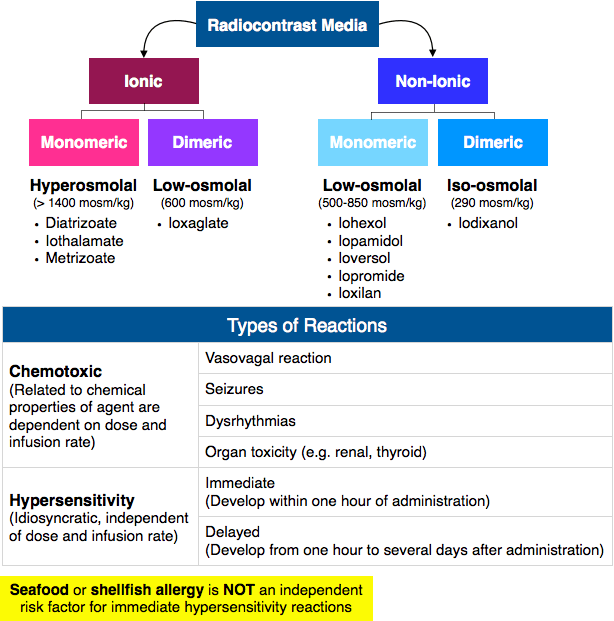 Radiocontrast Media
Ionic
Non-Ionic
Monomeric
Dimeric
Monomeric
Dimeric
Hyperosmolal
(> 1400 mosm/kg)
• Diatrizoate
• Iothalamate
• Metrizoate
Low-osmolal
(600 mosm/kg)
• Ioxaglate
Low-osmolal
(500-850 mosm/kg)
• Iohexol
• Iopamidol
• Ioversol
• Iopromide
• Ioxilan
Iso-osmolal
(290 mosm/kg)
• Iodixanol
Types of Reactions
Chemotoxic
(Related to chemical
properties of agent are
dependent on dose and
infusion rate)
Vasovagal reaction
Seizures
Dysrhythmias
Organ toxicity (e.g. renal, thyroid)
Hypersensitivity
(Idiosyncratic, independent
of dose and infusion rate)
Immediate
(Develop within one hour of administration)
Delayed
(Develop from one hour to several days after administration)
Seafood or shellfish allergy is NOT an independent
risk factor for immediate hypersensitivity reactions